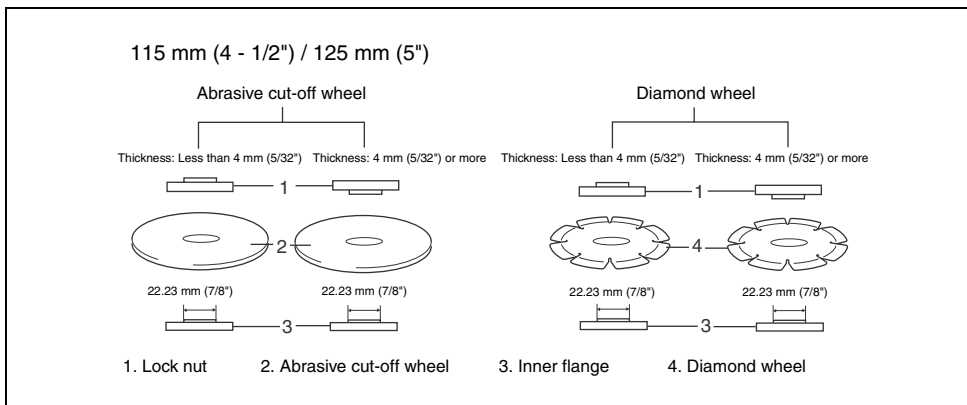 115 mm (4 - 1/2") / 125 mm (5")
Abrasive cut-off wheel
Diamond wheel
Thickness: Less than 4 mm (5/32") Thickness: 4 mm (5/32") or more
Thickness: Less than 4 mm (5/32") Thickness: 4 mm (5/32") or more
1
1
2
4
22.23 mm (7/8")
22.23 mm (7/8")
22.23 mm (7/8")
22.23 mm (7/8")
3
3
1. Lock nut 2. Abrasive cut-off wheel 3. Inner flange 4. Diamond wheel